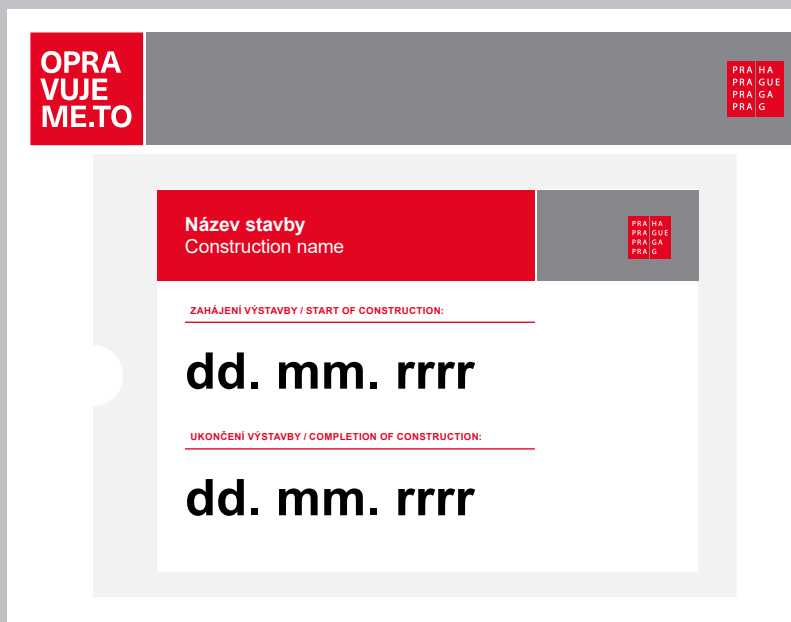 OPRA
VUJE
ME.TO
PRA HA
PRA GUE
PRA GA
PRA G
Název stavby
Construction name
PRA HA
PRA GUE
PRA GA
PRA G
ZAHÁJENÍ VÝSTAVBY / START OF CONSTRUCTION:
dd. mm. rrrr
UKONČENÍ VÝSTAVBY / COMPLETION OF CONSTRUCTION:
dd. mm. rrrr